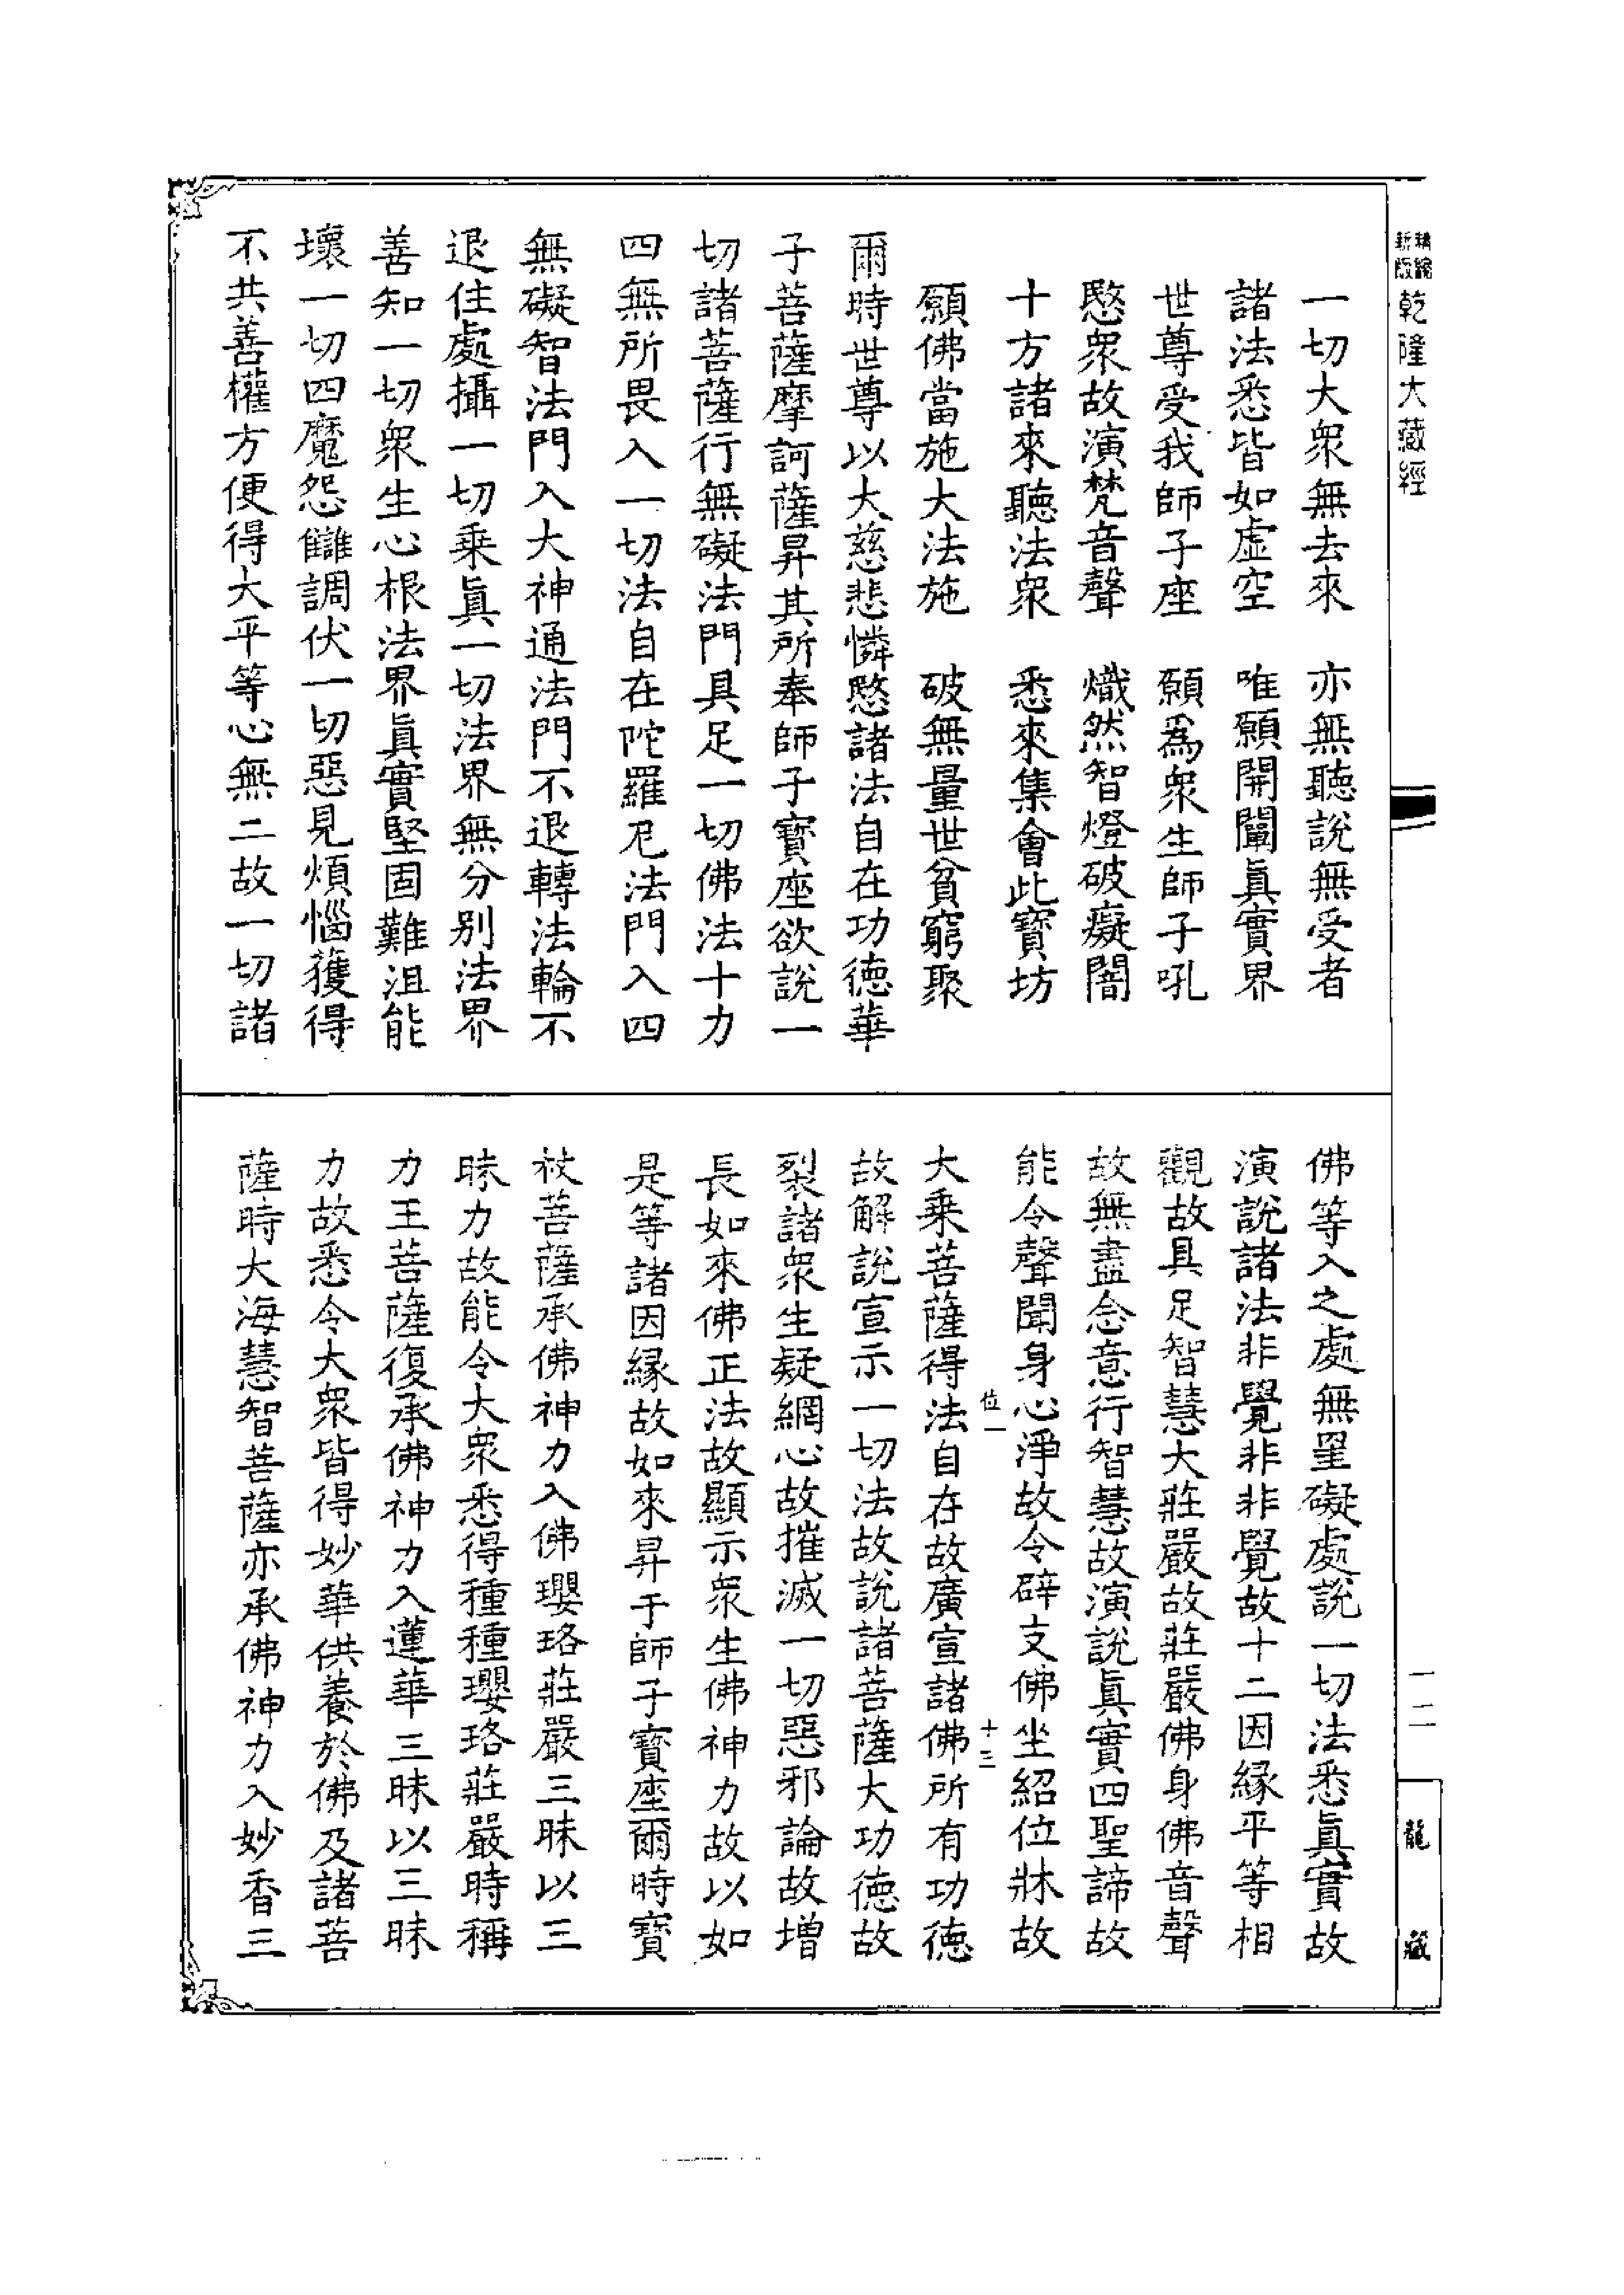 新版
精縮
乾隆大藏經
一切大衆無去來　亦無聽說無受者
諸法悉皆如虛空　唯願開闡眞實界
世尊受我師子座　願爲衆生師子吼
愍衆故演梵音聲　熾然智燈破癡闇
十方諸來聽法衆　悉來集會此寶坊
願佛當施大法施　破無量世貧窮聚
爾時世尊以大慈悲憐愍諸法自在功德華
子菩薩摩訶薩昇其所奉師子寶座欲說一
切諸菩薩行無礙法門具足一切佛法十力
四無所畏入一切法自在陀羅尼法門入四
無礙智法門入大神通法門不退轉法輪不
退住處攝一切乘眞一切法界無分别法界
善知一切衆生心根法界眞實堅固難沮能
壞一切四魔怨讎調伏一切惡見煩惱獲得
不共善權方便得大平等心無二故一切諸
佛等入之處無罣礙處說一切法悉眞實故
演說諸法非覺非非覺故十二因緣平等相
觀故具足智慧大莊嚴故莊嚴佛身佛音聲
故無盡念意行智慧故演說眞實四聖諦故
能令聲聞身心淨故令辟支佛坐紹位牀故
位一
十三
大乘菩薩得法自在故廣宣諸佛所有功德
故解說宣示一切法故說諸菩薩大功德故
裂諸衆生疑網心故摧滅一切惡邪論故增
長如來佛正法故顯示衆生佛神力故以如
是等諸因緣故如來昇于師子寶座爾時寶
杖菩薩承佛神力入佛瓔珞莊嚴三昧以三
昧力故能令大衆悉得種種瓔珞莊嚴時稱
力王菩薩復承佛神力入蓮華三昧以三昧
力故悉令大衆皆得妙華供養於佛及諸菩
薩時大海慧智菩薩亦承佛神力入妙香三
一二
龍藏